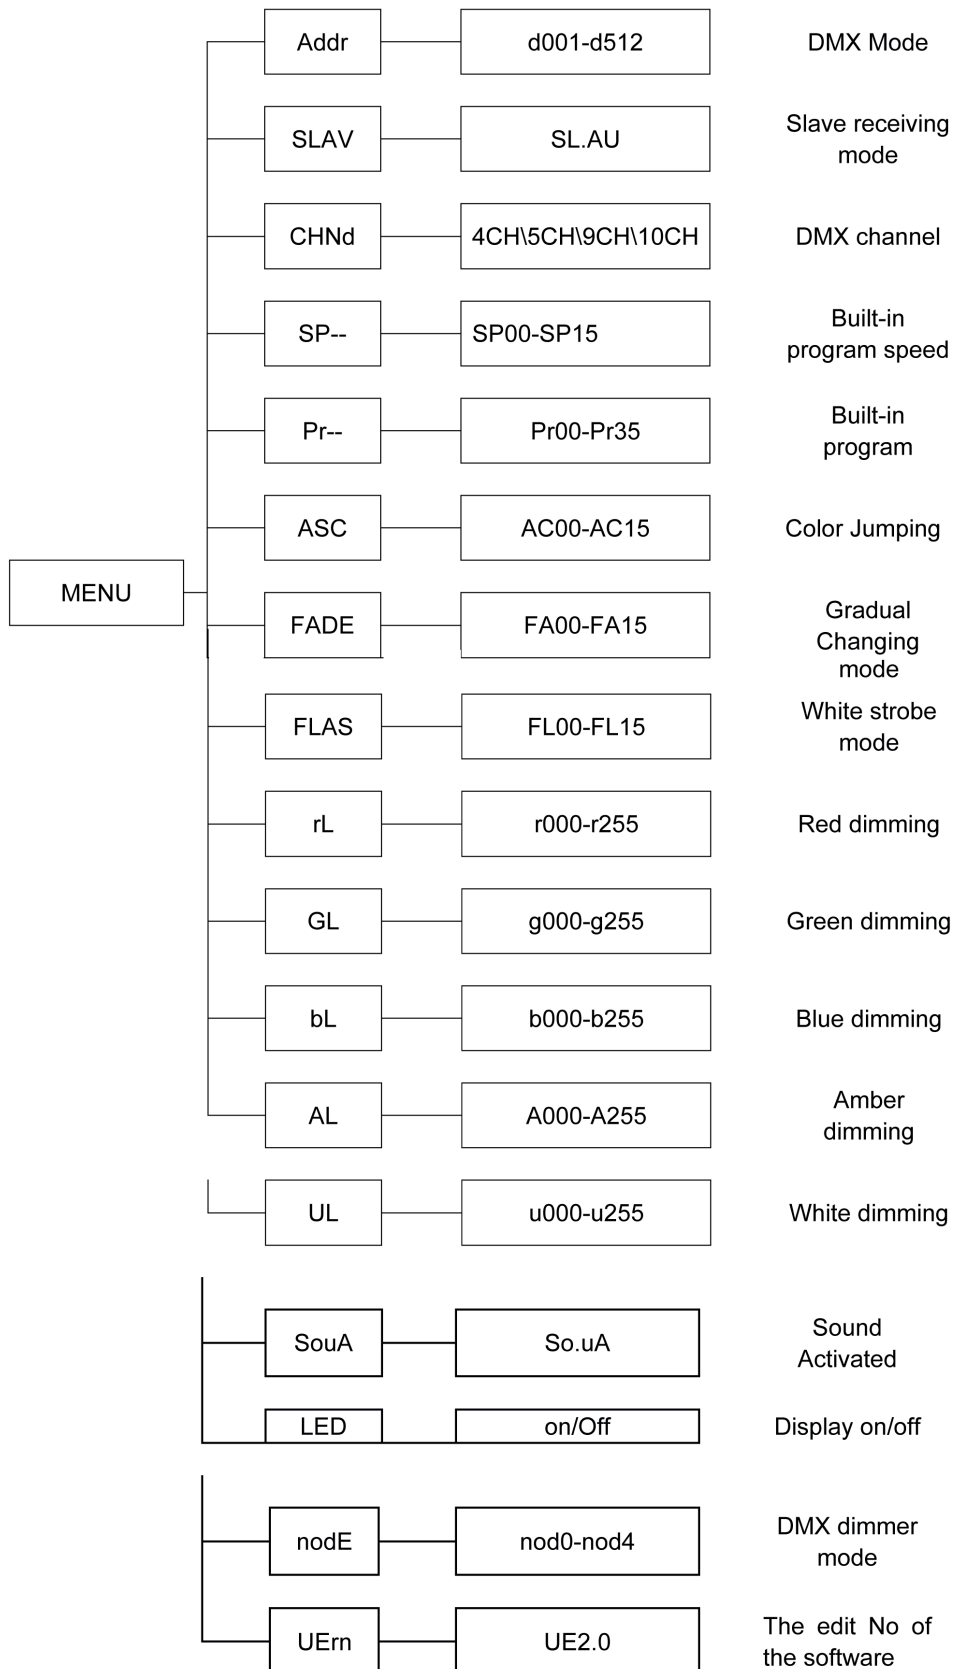 Addr d001-d512 DMX Mode
SLAV SL.AU Slave receiving
mode
CHNd 4CH\5CH\9CH\10CH DMX channel
SP-- SP00-SP15 Built-in
program speed
Pr-- Pr00-Pr35 Built-in
program
ASC AC00-AC15 Color Jumping
MENU
FADE FA00-FA15 Gradual
Changing
mode
FLAS FL00-FL15 White strobe
mode
rL r000-r255 Red dimming
GL g000-g255 Green dimming
bL b000-b255 Blue dimming
AL A000-A255 Amber
dimming
UL u000-u255 White dimming
SouA So.uA Sound
Activated
LED on/Off Display on/off
nodE nod0-nod4 DMX dimmer
mode
UErn UE2.0 The edit No of
the software